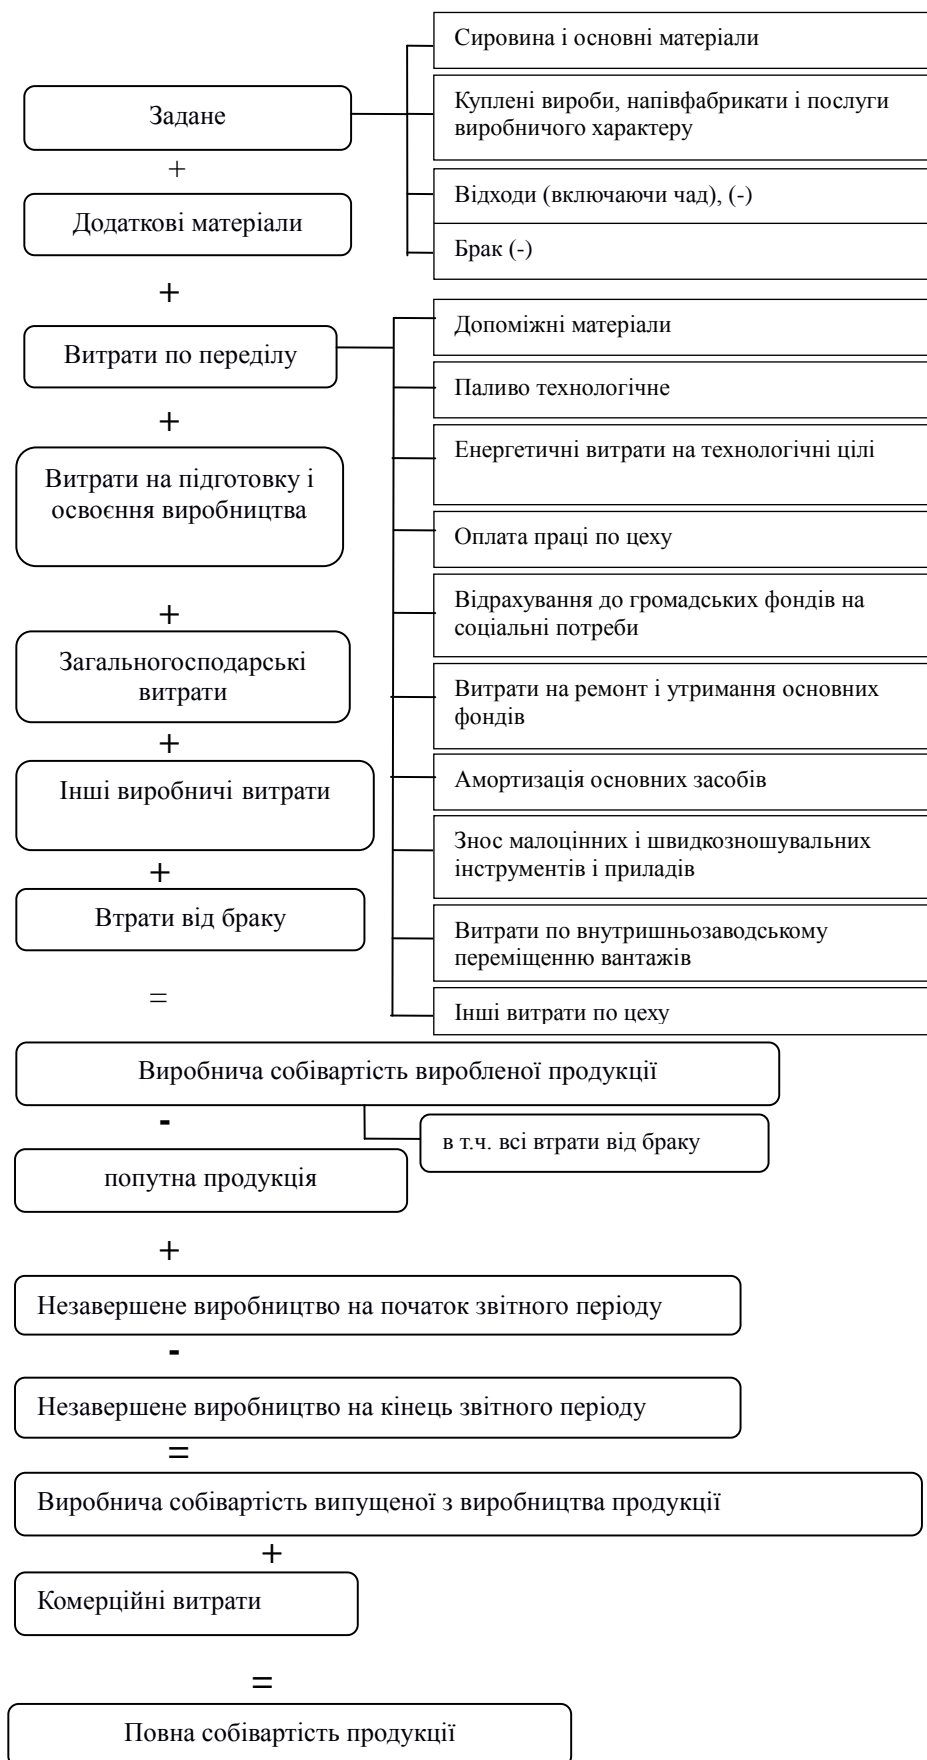 Сировина і основні матеріали
Задане
Куплені вироби, напівфабрикати і послуги
виробничого характеру
+
Відходи (включаючи чад), (-)
Додаткові матеріали
Брак (-)
+
Допоміжні матеріали
Витрати по переділу
Паливо технологічне
+
Енергетичні витрати на технологічні цілі
Витрати на підготовку і
освоєння виробництва
Оплата праці по цеху
Відрахування до громадських фондів на
соціальні потреби
+
Загальногосподарські
витрати
Витрати на ремонт і утримання основних
фондів
+
Інші виробничі витрати
Амортизація основних засобів
Знос малоцінних і швидкозношувальних
інструментів і приладів
+
Втрати від браку
Витрати по внутришньозаводському
переміщенню вантажів
=
Інші витрати по цеху
Виробнича собівартість виробленої продукції
-
в т.ч. всі втрати від браку
попутна продукція
+
Незавершене виробництво на початок звітного періоду
-
Незавершене виробництво на кінець звітного періоду
=
Виробнича собівартість випущеної з виробництва продукції
+
Комерційні витрати
=
Повна собівартість продукції